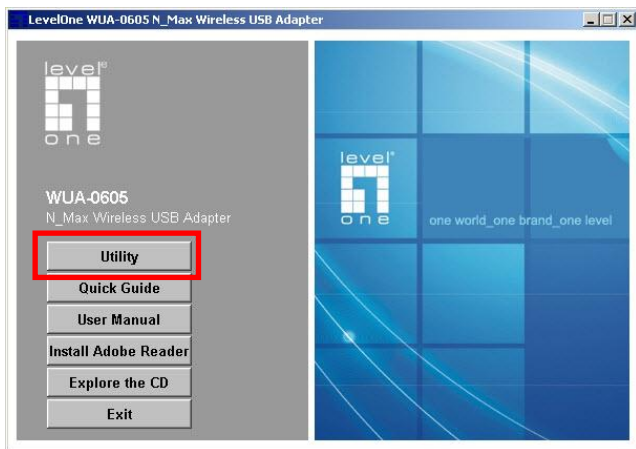 LevelOne WUA-0605 N_Max Wireless USB Adapter
level®
one
WUA-0605
N_Max Wireless USB Adapter
Utility
Quick Guide
User Manual
Install Adobe Reader
Explore the CD
Exit
level®
one
one world_one brand_one level